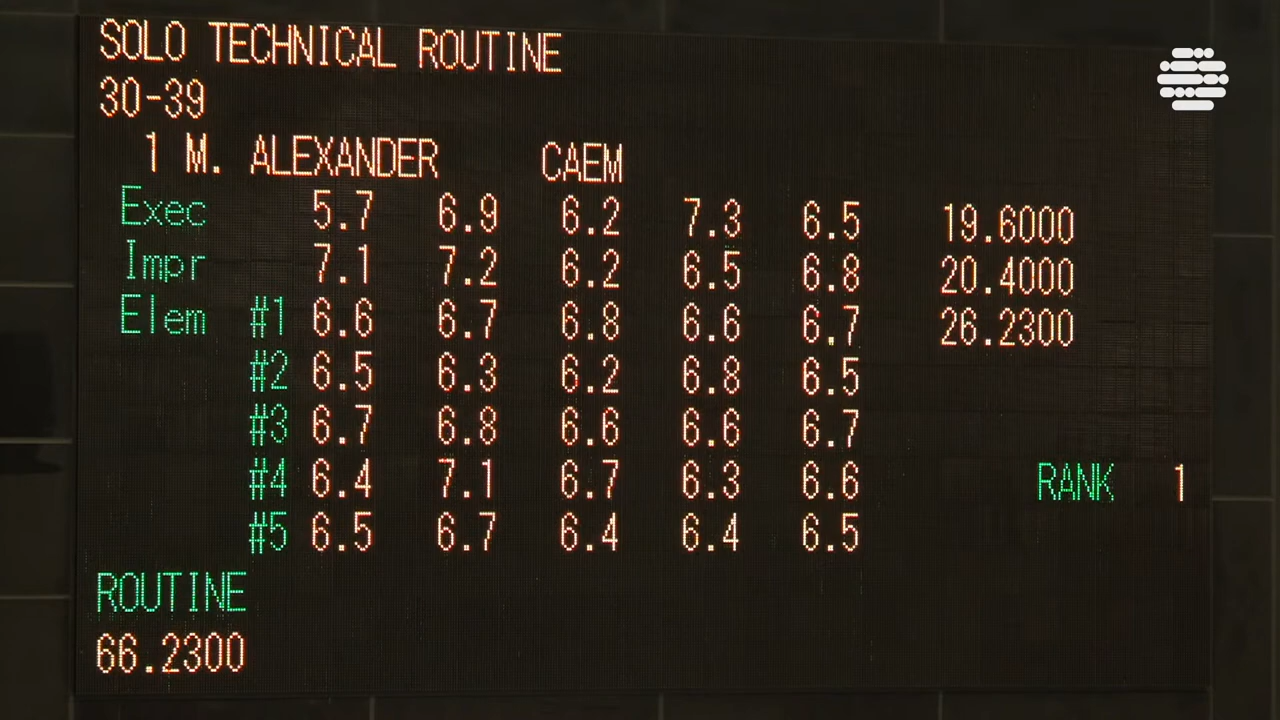 SOLO TECHNICAL ROUTINE
30-39
1 M. ALEXANDER CAEM
Exec 5.7 6.9 6.2 7.3 6.5 19.6000
Impr 7.1 7.2 6.2 6.5 6.8 20.4000
Elem #1 6.6 6.7 6.8 6.6 6.7 26.2300
#2 6.5 6.3 6.2 6.8 6.5
#3 6.7 6.8 6.6 6.6 6.7
#4 6.4 7.1 6.7 6.3 6.6 RANK 1
#5 6.5 6.7 6.4 6.4 6.5
ROUTINE
66.2300